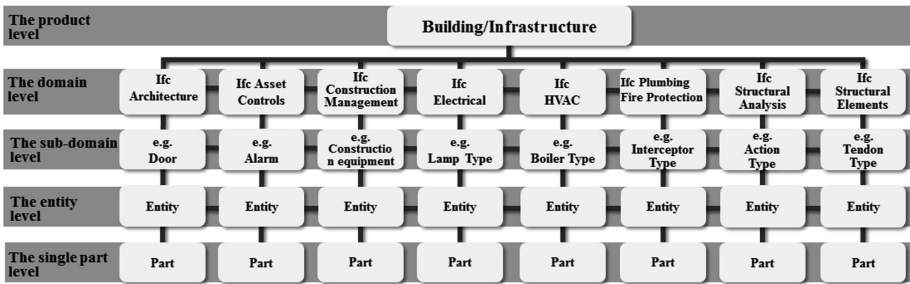 The product
level
Building/Infrastructure
The domain
level
Ifc
Architecture
Ifc Asset
Controls
Ifc
Construction
Management
Ifc
Electrical
Ifc
HVAC
Ifc Plumbing
Fire Protection
Ifc
Structural
Analysis
Ifc
Structural
Elements
The sub-domain
level
e.g.
Door
e.g.
Alarm
e.g.
Constructio
n equipment
e.g.
Lamp Type
e.g.
Boiler Type
e.g.
Interceptor
Type
e.g.
Action
Type
e.g.
Tendon
Type
The entity
level
Entity
Entity
Entity
Entity
Entity
Entity
Entity
Entity
The single part
level
Part
Part
Part
Part
Part
Part
Part
Part